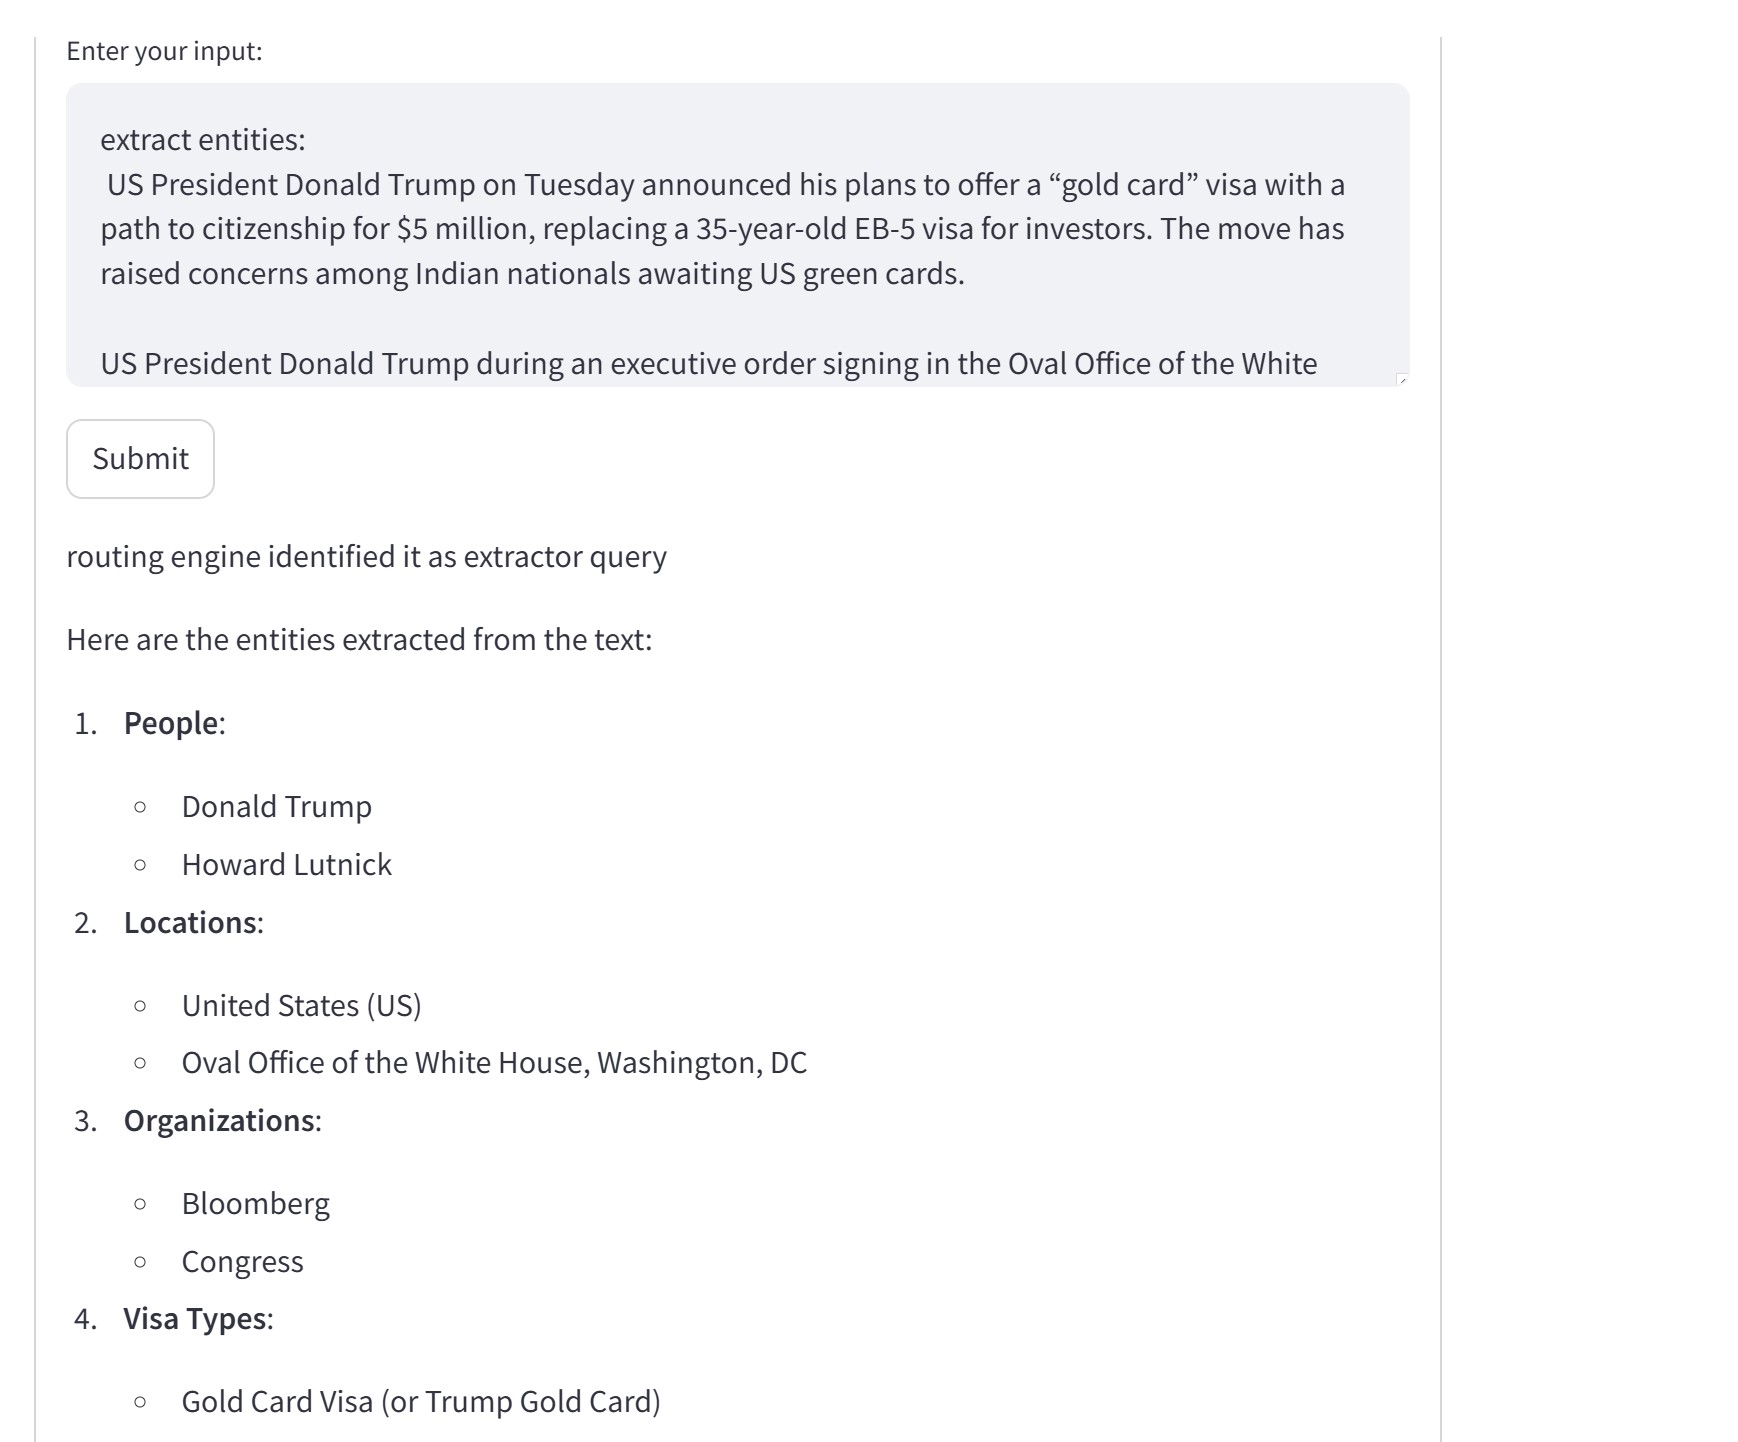 Enter your input:
extract entities:
US President Donald Trump on Tuesday announced his plans to offer a “gold card” visa with a
path to citizenship for $5 million, replacing a 35-year-old EB-5 visa for investors. The move has
raised concerns among Indian nationals awaiting US green cards.
US President Donald Trump during an executive order signing in the Oval Office of the White
Submit
routing engine identified it as extractor query
Here are the entities extracted from the text:
1. People:
◦ Donald Trump
◦ Howard Lutnick
2. Locations:
◦ United States (US)
◦ Oval Office of the White House, Washington, DC
3. Organizations:
◦ Bloomberg
◦ Congress
4. Visa Types:
◦ Gold Card Visa (or Trump Gold Card)